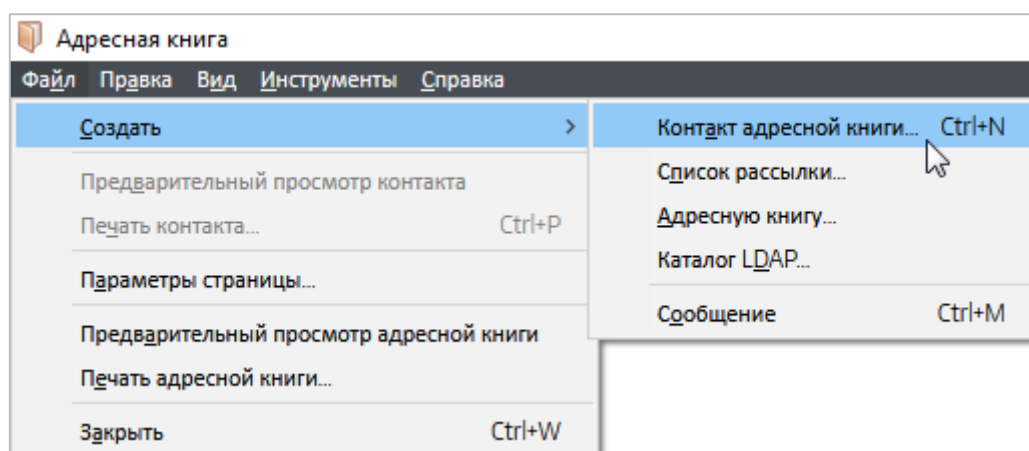 Адресная книга
Файл Правка Вид Инструменты Справка
Создать >
Предварительный просмотр контакта
Печать контакта... Ctrl+P
Параметры страницы...
Предварительный просмотр адресной книги
Печать адресной книги...
Закрыть Ctrl+W
Контакт адресной книги... Ctrl+N
Список рассылки...
Адресную книгу...
Каталог LDAP...
Сообщение Ctrl+M